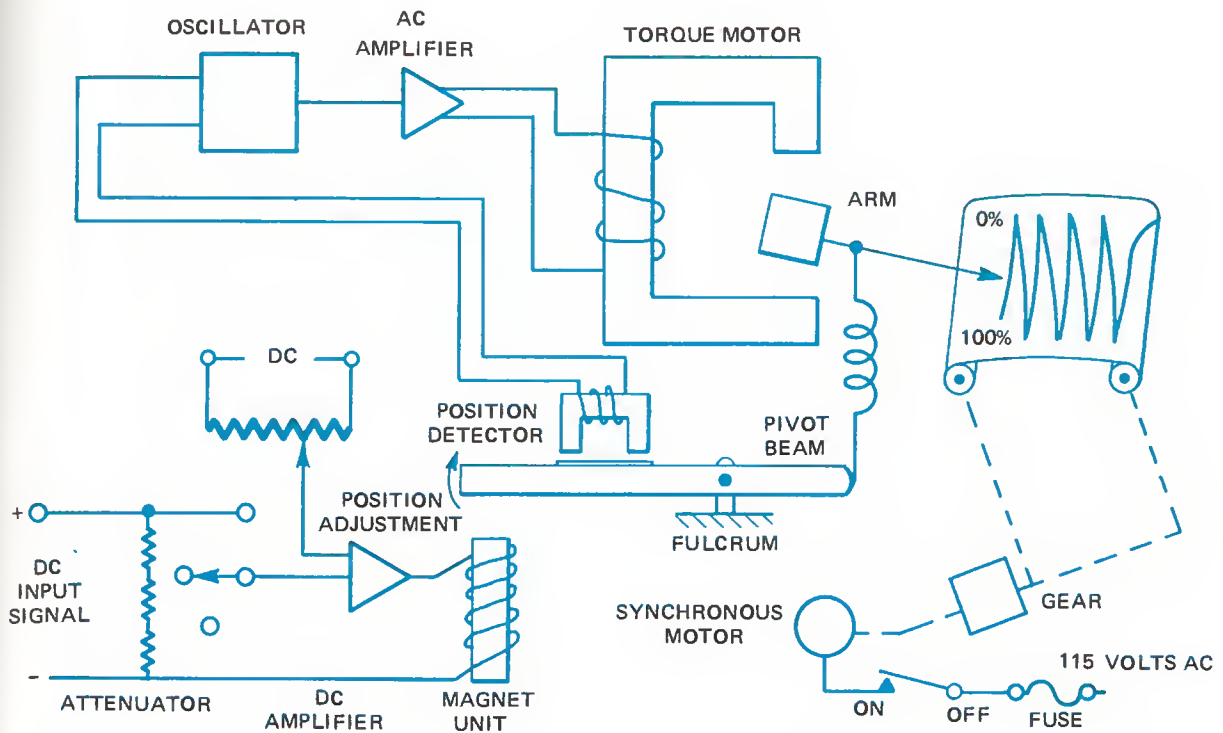 OSCILLATOR
AC
AMPLIFIER
TORQUE MOTOR
ARM
0%
100%
DC
POSITION
DETECTOR
PIVOT
BEAM
POSITION
ADJUSTMENT
FULCRUM
+
DC
INPUT
SIGNAL
-
ATTENUATOR
DC
AMPLIFIER
MAGNET
UNIT
SYNCHRONOUS
MOTOR
GEAR
115 VOLTS AC
ON
OFF
FUSE